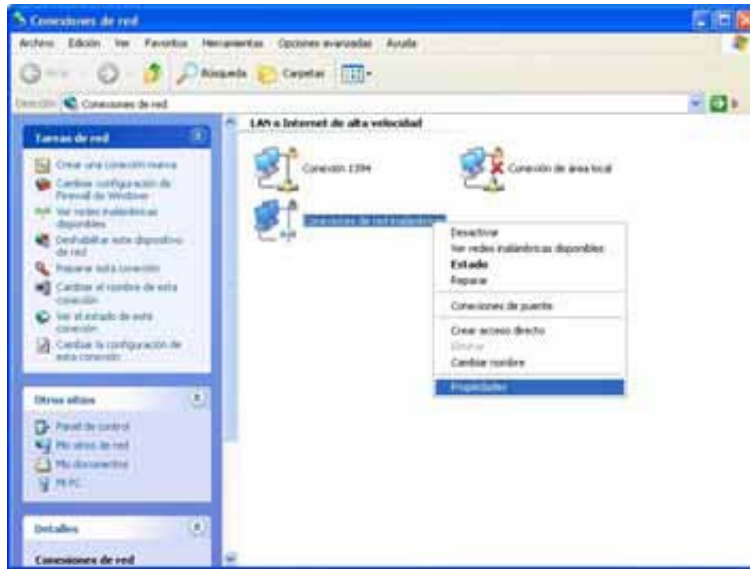 Conexiones de red
Archivo Edición Ver Favoritos Herramientas Opciones avanzadas Ayuda
Búsqueda Carpetas
Dirección Conexiones de red
Tareas de red
Crear una conexión nueva
Cambiar configuración de
Firewall de Windows
Ver redes inalámbricas
disponibles
Deshabilitar este dispositivo
de red
Reparar esta conexión
Cambiar el nombre de esta
conexión
Ver el estado de esta
conexión
Cambiar la configuración de
esta conexión
Otros sitios
Panel de control
Mis sitios de red
Mis documentos
Mi PC
Detalles
Conexiones de red
LAN o Internet de alta velocidad
Conexión 1394
Conexión de área local
Conexiones de red inalámbricas
Desactivar
Ver redes inalámbricas disponibles
Estado
Reparar
Conexiones de puente
Crear acceso directo
Eliminar
Cambiar nombre
Propiedades